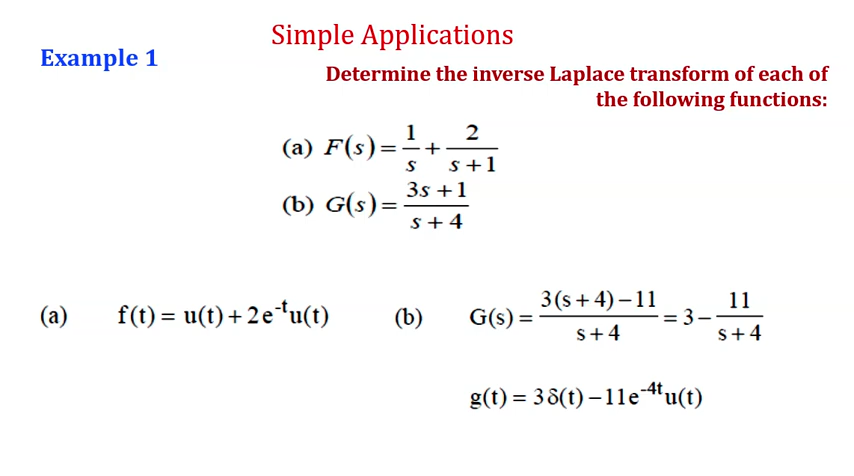 Simple Applications
Example 1
Determine the inverse Laplace transform of each of
the following functions:
(a) F(s) = 1/s + 2/(s+1)
(b) G(s) = (3s+1)/(s+4)
(a) f(t) = u(t) + 2e^{-t}u(t)
(b) G(s) = (3(s+4)−11)/(s+4) = 3 − 11/(s+4)
g(t) = 3δ(t) − 11e^{-4t}u(t)